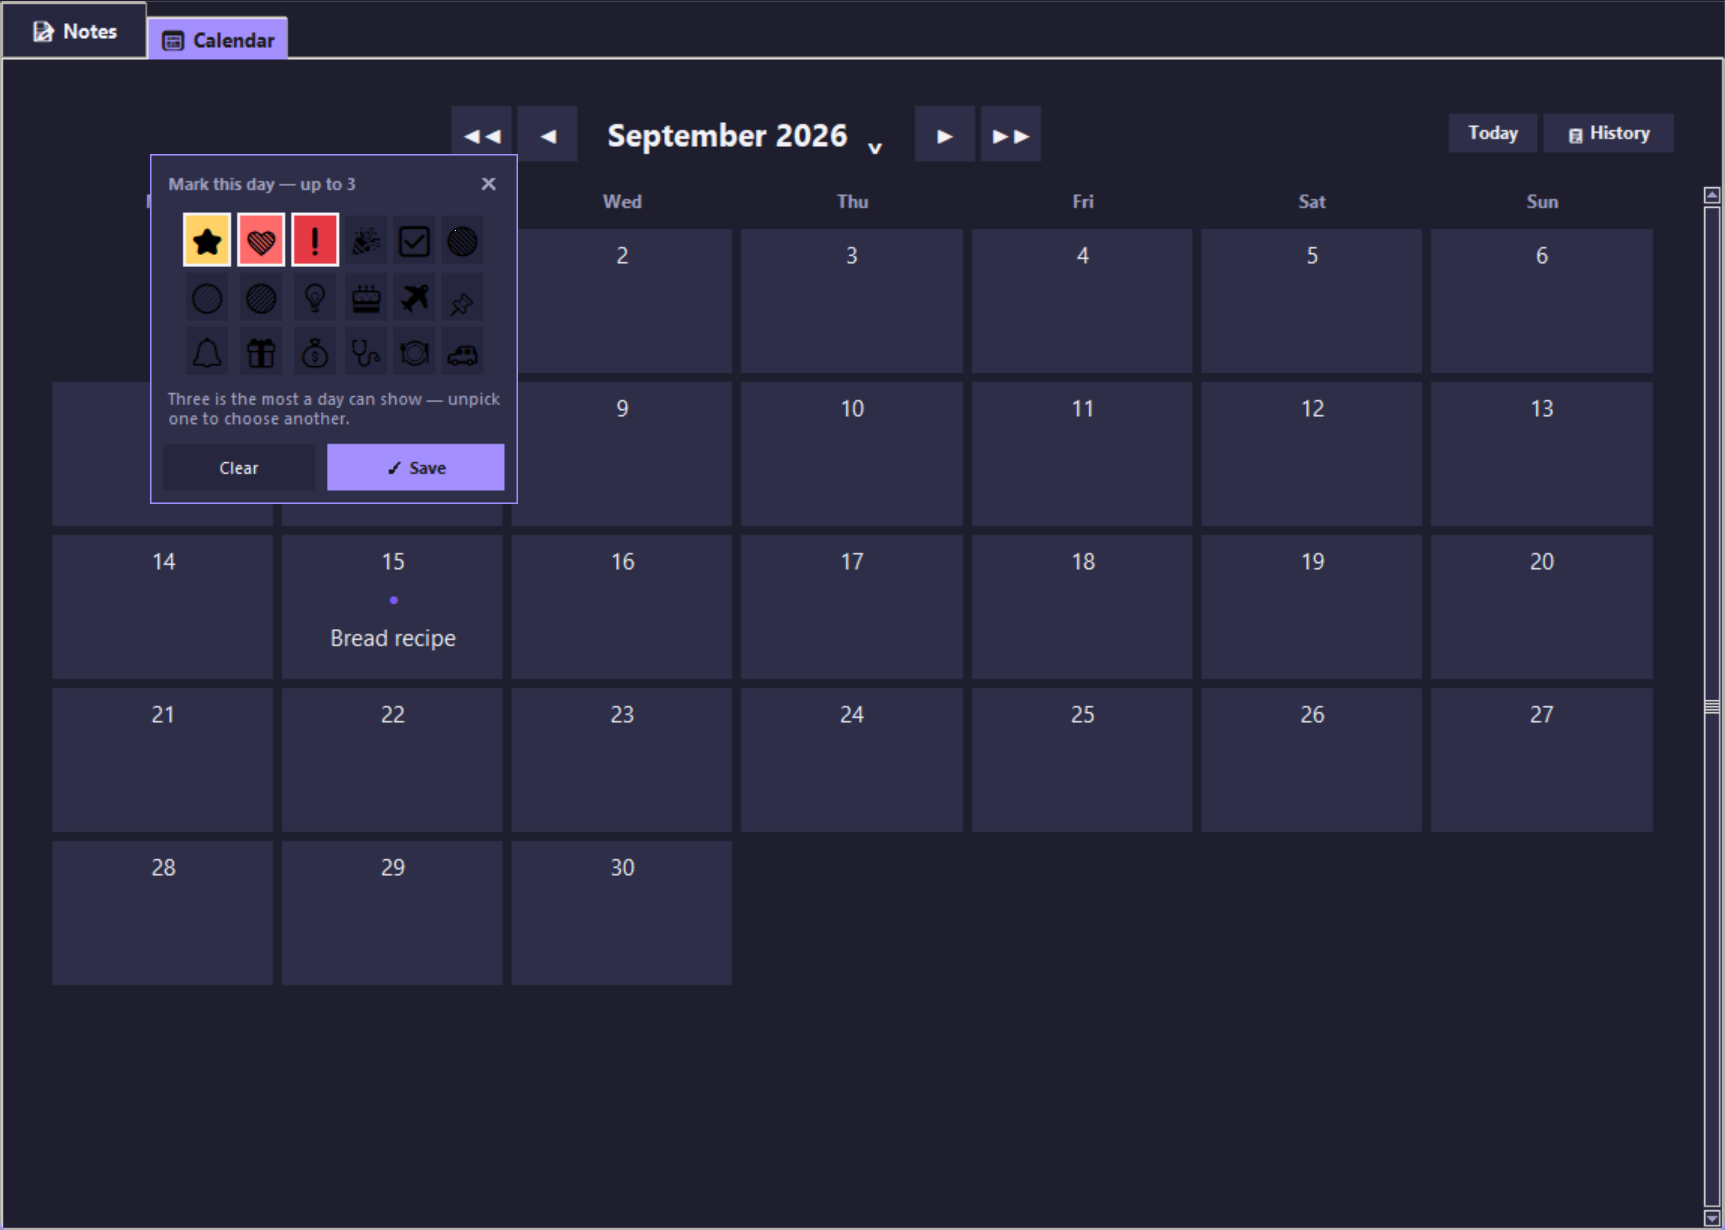 Notes
Calendar
September 2026
Today
History
Mark this day — up to 3
Three is the most a day can show — unpick
one to choose another.
Clear
Save
Wed Thu Fri Sat Sun
2 3 4 5 6
9 10 11 12 13
14 15 16 17 18 19 20
Bread recipe
21 22 23 24 25 26 27
28 29 30